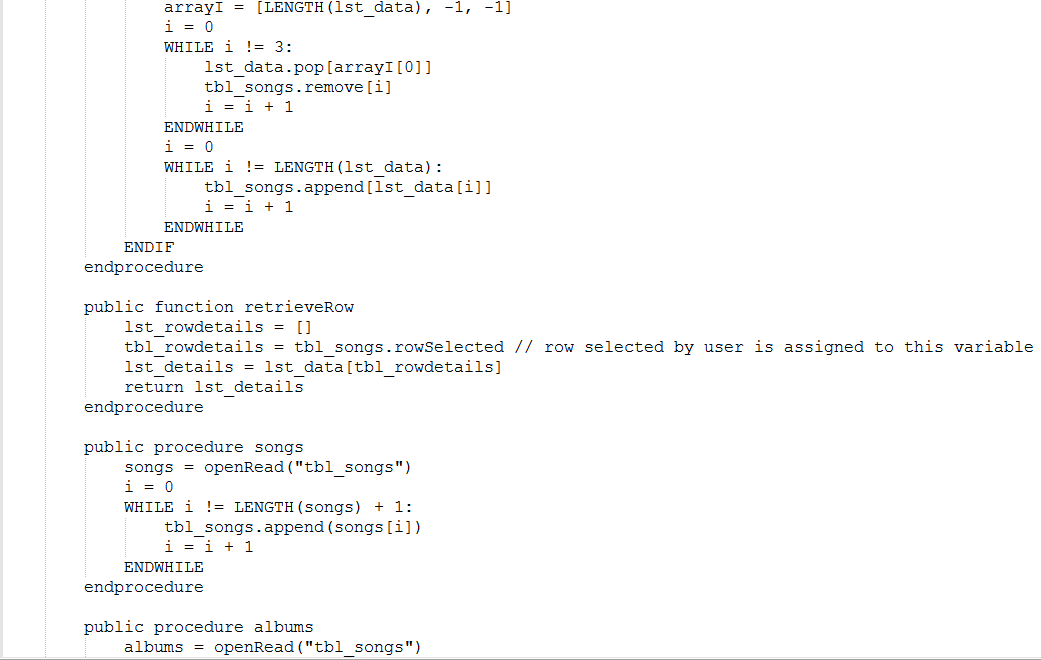 arrayI = [LENGTH(lst_data), -1, -1]
i = 0
WHILE i != 3:
lst_data.pop[arrayI[0]]
tbl_songs.remove[i]
i = i + 1
ENDWHILE
i = 0
WHILE i != LENGTH(lst_data):
tbl_songs.append[lst_data[i]]
i = i + 1
ENDWHILE
ENDIF
endprocedure
public function retrieveRow
lst_rowdetails = []
tbl_rowdetails = tbl_songs.rowSelected // row selected by user is assigned to this variable
lst_details = lst_data[tbl_rowdetails]
return lst_details
endprocedure
public procedure songs
songs = openRead("tbl_songs")
i = 0
WHILE i != LENGTH(songs) + 1:
tbl_songs.append(songs[i])
i = i + 1
ENDWHILE
endprocedure
public procedure albums
albums = openRead("tbl_songs")